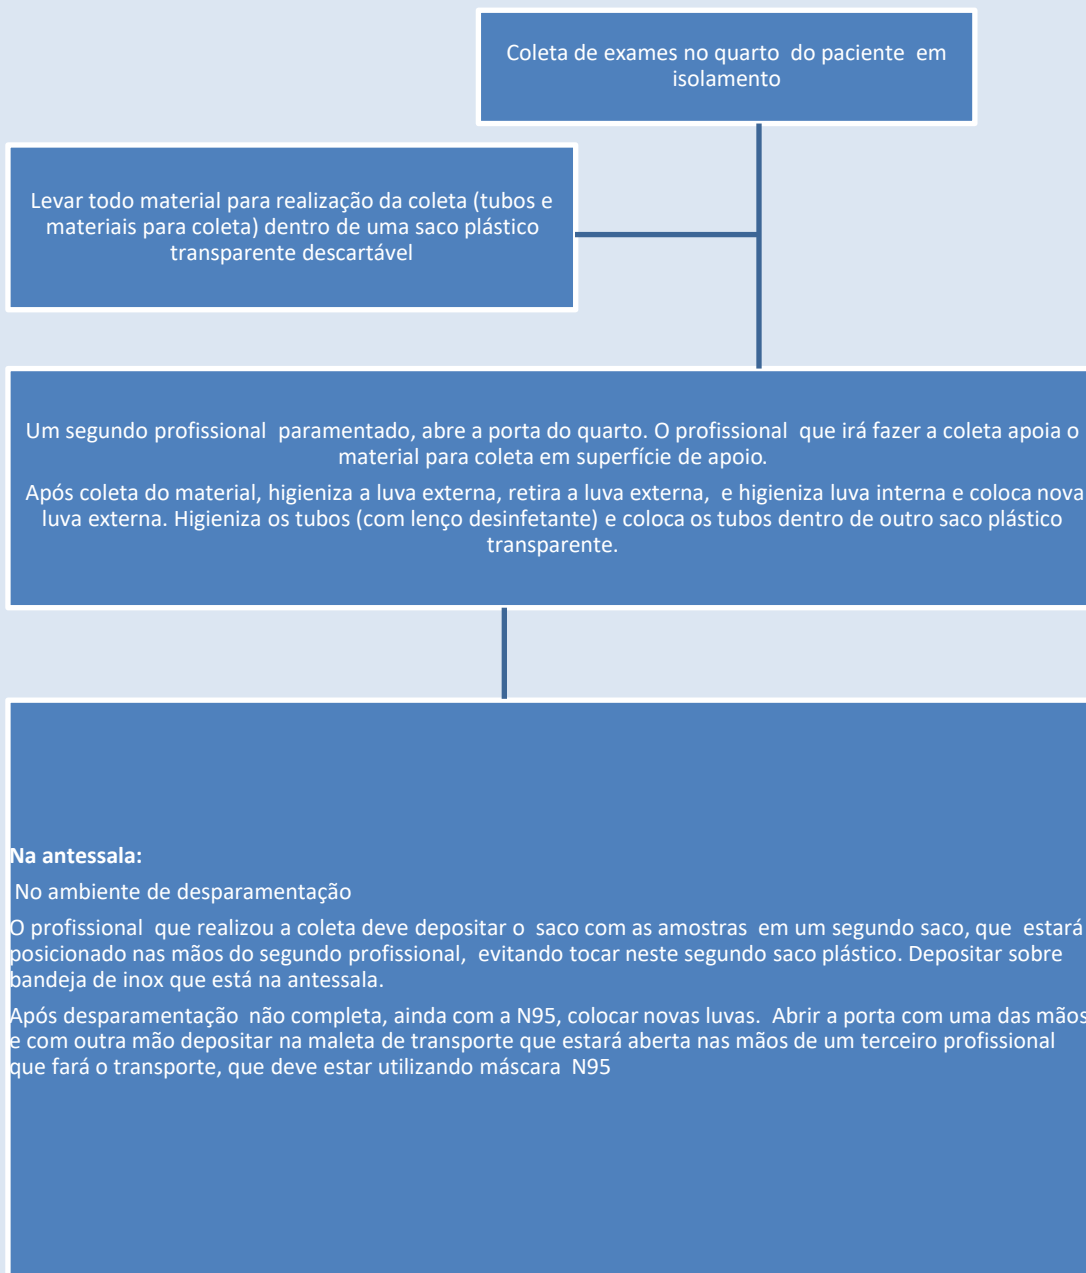 Coleta de exames no quarto do paciente em
isolamento
Levar todo material para realização da coleta (tubos e
materiais para coleta) dentro de uma saco plástico
transparente descartável
Um segundo profissional paramentado, abre a porta do quarto. O profissional que irá fazer a coleta apoia o
material para coleta em superfície de apoio.
Após coleta do material, higieniza a luva externa, retira a luva externa, e higieniza luva interna e coloca nova
luva externa. Higieniza os tubos (com lenço desinfetante) e coloca os tubos dentro de outro saco plástico
transparente.
Na antessala:
No ambiente de desparamentação
O profissional que realizou a coleta deve depositar o saco com as amostras em um segundo saco, que estará
posicionado nas mãos do segundo profissional, evitando tocar neste segundo saco plástico. Depositar sobre
bandeja de inox que está na antessala.
Após desparamentação não completa, ainda com a N95, colocar novas luvas. Abrir a porta com uma das mãos
e com outra mão depositar na maleta de transporte que estará aberta nas mãos de um terceiro profissional
que fará o transporte, que deve estar utilizando máscara N95